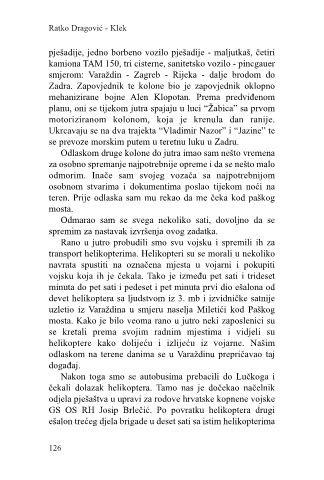 Ratko Dragović - Klek
pješadije, jedno borbeno vozilo pješadije - maljutkaš, četiri
kamiona TAM 150, tri cisterne, sanitetsko vozilo - pincgauer
smjerom: Varaždin - Zagreb - Rijeka - dalje brodom do
Zadra. Zapovjednik te kolone bio je zapovjednik oklopno
mehanizirane bojne Alen Klopotan. Prema predviđenom
planu, oni se tijekom jutra spajaju u luci “Žabica” sa prvom
motoriziranom kolonom, koja je krenula dan ranije.
Ukrcavaju se na dva trajekta “Vladimir Nazor” i “Jazine” te
se prevoze morskim putem u teretnu luku u Zadru.
Odlaskom druge kolone do jutra imao sam nešto vremena
za osobno spremanje najpotrebnije opreme i da se nešto malo
odmorim. Inače sam svojeg vozača sa najpotrebnijom
osobnom stvarima i dokumentima poslao tijekom noći na
teren. Prije odlaska sam mu rekao da me čeka kod paškog
mosta.
Odmarao sam se svega nekoliko sati, dovoljno da se
spremim za nastavak izvršenja ovog zadatka.
Rano u jutro probudili smo svu vojsku i spremili ih za
transport helikopterima. Helikopteri su se morali u nekoliko
navrata spustiti na označena mjesta u vojarni i pokupiti
vojsku koja ih je čekala. Tako je između pet sati i trideset
minuta do pet sati i pedeset i pet minuta prvi dio ešalona od
devet helikoptera sa ljudstvom iz 3. mb i izvidničke satnije
uzletio iz Varaždina u smjeru naselja Miletići kod Paškog
mosta. Kako je bilo veoma rano u jutro neki zaposlenici su
se kretali prema svojim radnim mjestima i vidjeli su
helikoptere kako dolijeću i izlijeću iz vojarne. Našim
odlaskom na terene danima se u Varaždinu prepričavao taj
događaj.
Nakon toga smo se autobusima prebacili do Lučkoga i
čekali dolazak helikoptera. Tamo nas je dočekao načelnik
odjela pješaštva u upravi za rodove hrvatske kopnene vojske
GS OS RH Josip Brlečić. Po povratku helikoptera drugi
ešalon trećeg djela brigade u deset sati sa istim helikopterima
126